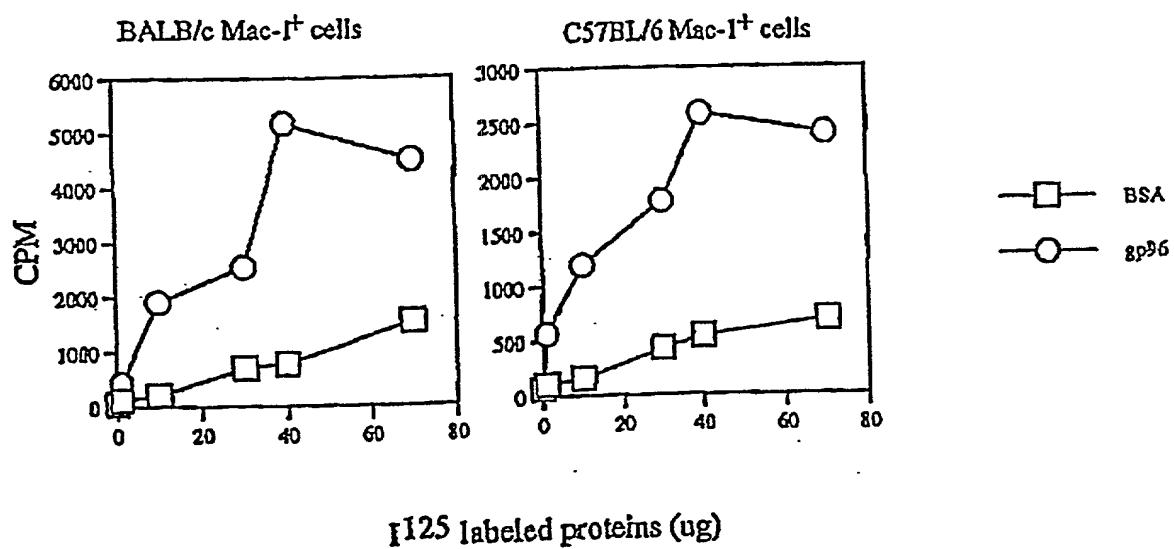 BALB/c Mac-1+ cells
C57BL/6 Mac-1+ cells
CPM
6000
5000
4000
3000
2000
1000
0
0 20 40 60 80
3000
2500
2000
1500
1000
500
0
0 20 40 60 80
BSA
gp96
I125 labeled proteins (ug)